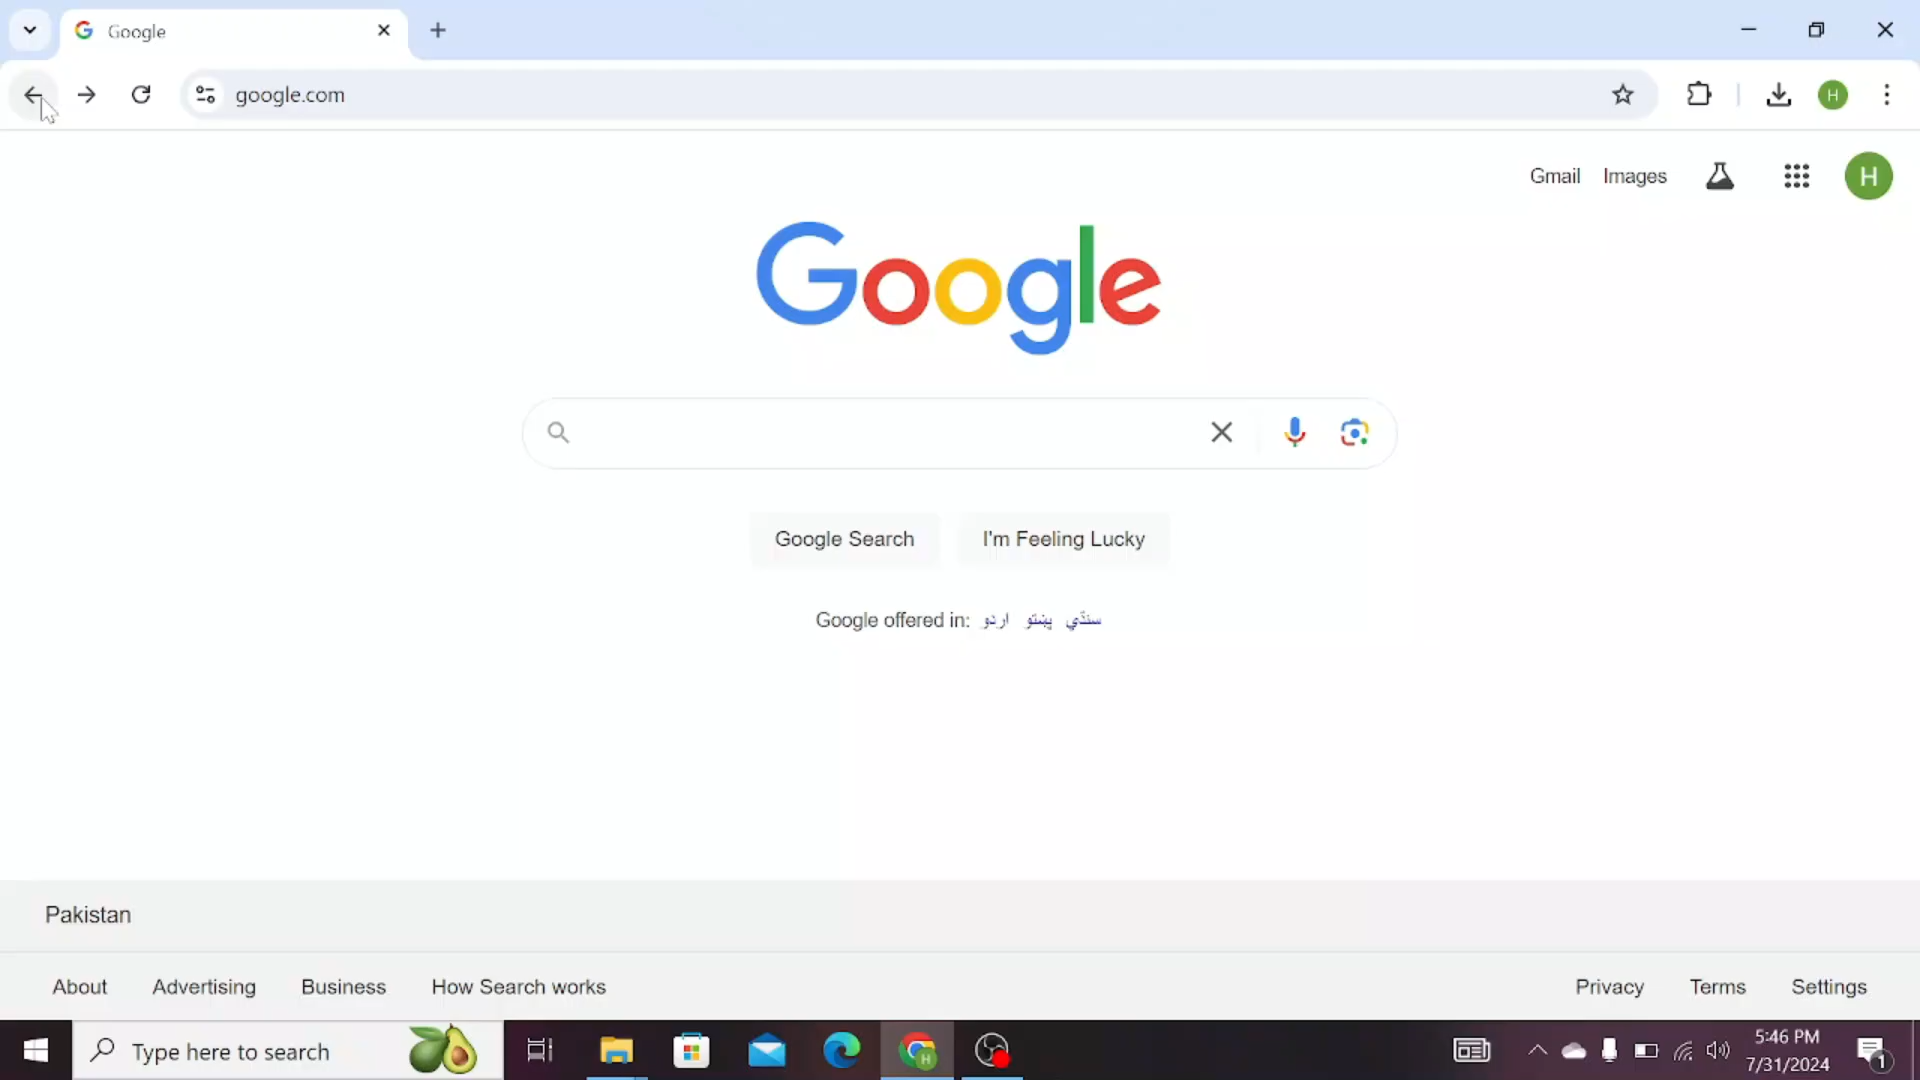 Google
google.com
H
Gmail Images
H
Google
Google Search I'm Feeling Lucky
Google offered in: اردو پښتو سنڌي
Pakistan
About Advertising Business How Search works Privacy Terms Settings
Type here to search
H
5:46 PM
7/31/2024
1